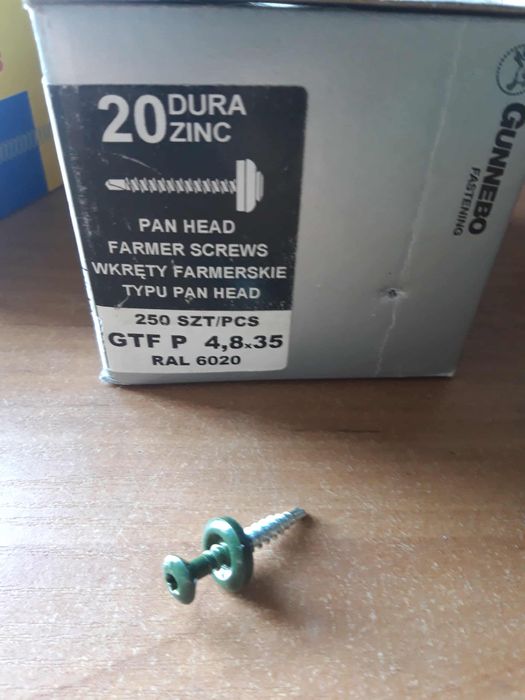 20 DURA
ZINC
PAN HEAD
FARMER SCREWS
WKRĘTY FARMERSKIE
TYPU PAN HEAD
250 SZT/PCS
GTF P 4,8x35
RAL 6020
GUNNEBO
FASTENING